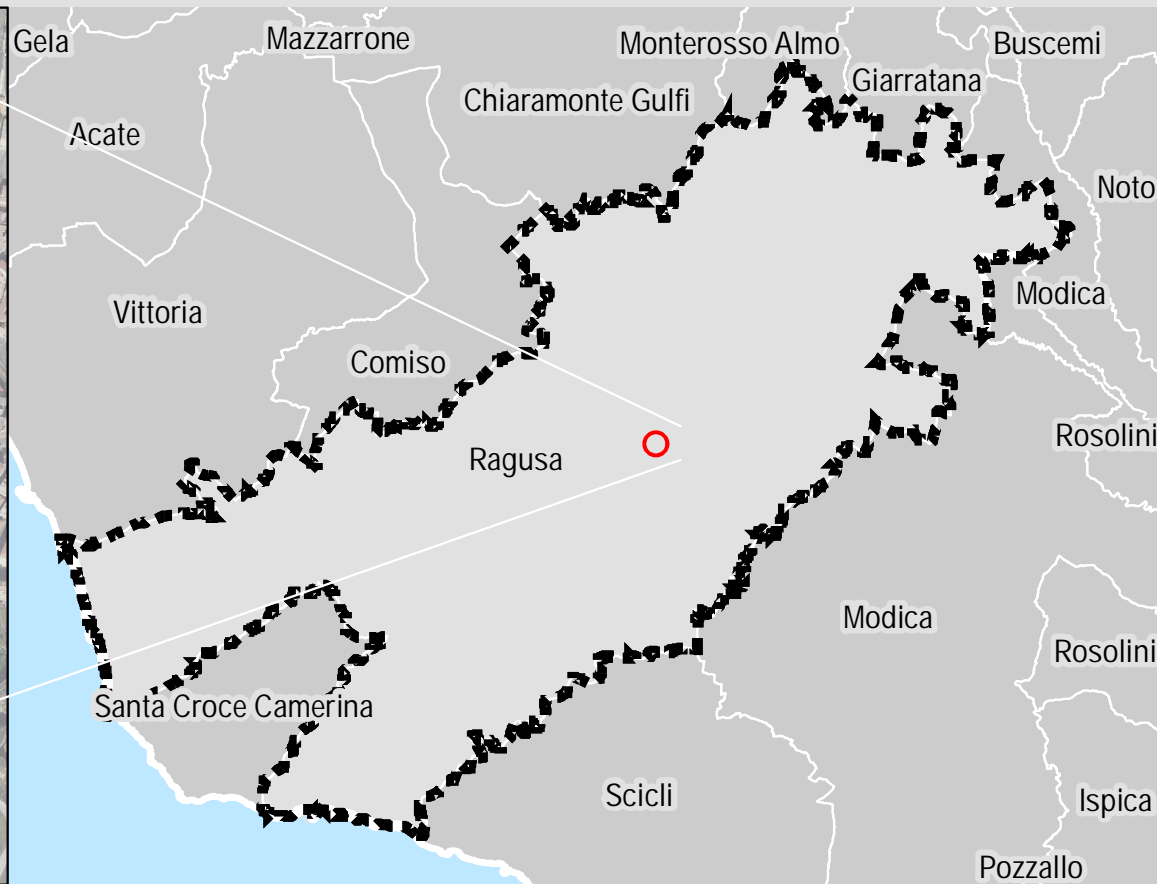 Gela
Mazzarrone
Monterosso Almo
Buscemi
Giarratana
Chiaramonte Gulfi
Acate
Noto
Modica
Vittoria
Comiso
Rosolini
Ragusa
Modica
Rosolini
Santa Croce Camerina
Scicli
Ispica
Pozzallo